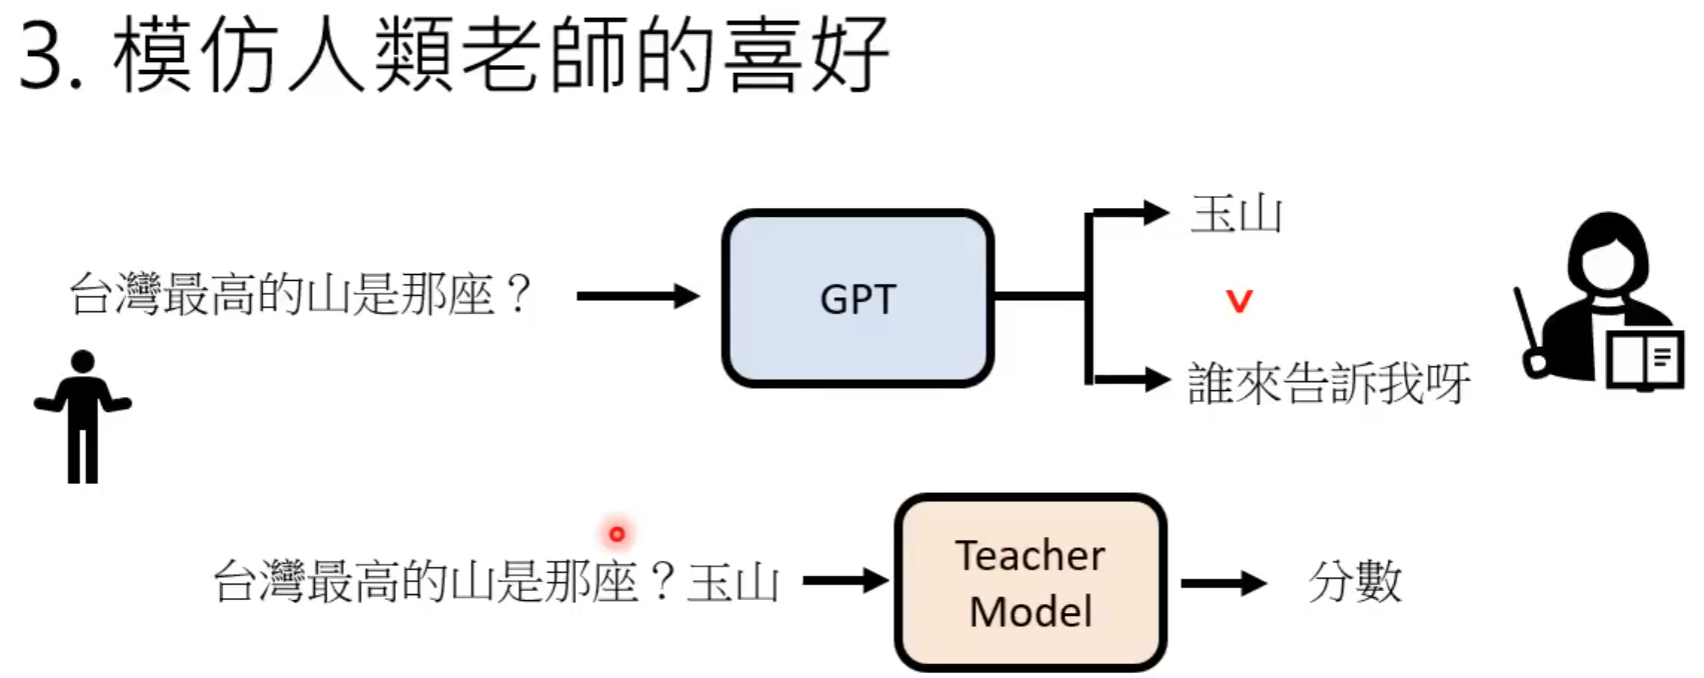 3. 模仿人類老師的喜好
玉山
台灣最高的山是那座？
GPT
v
誰來告訴我呀
台灣最高的山是那座？玉山
Teacher
Model
分數